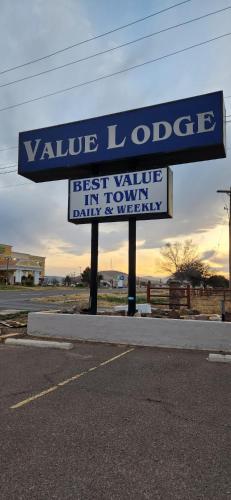 VALUE LODGE
BEST VALUE
IN TOWN
DAILY & WEEKLY